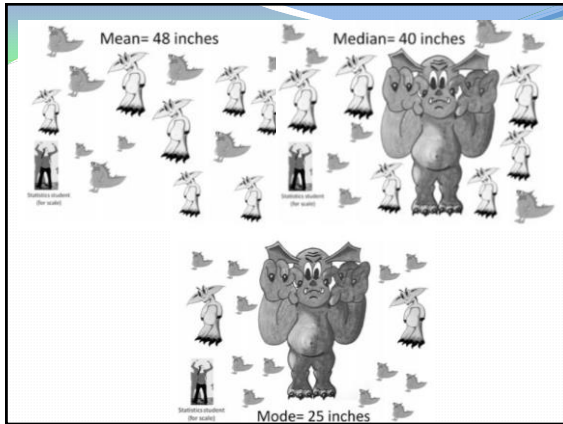 Mean= 48 inches
Median= 40 inches
Statistics student
(for scale)
Statistics student
(for scale)
Statistics student
(for scale)
Mode= 25 inches